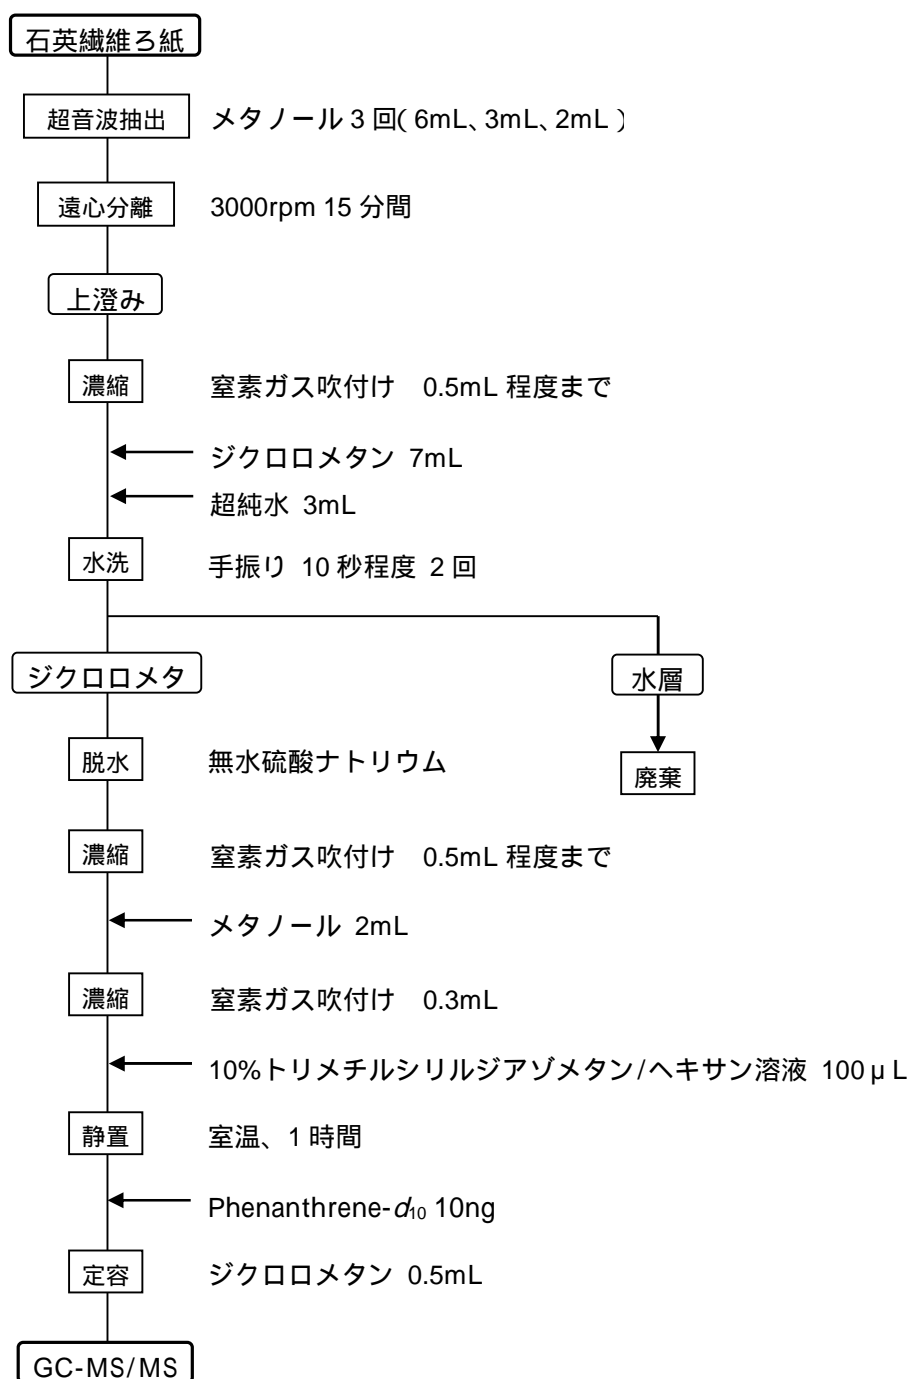 石英繊維ろ紙
超音波抽出 メタノール 3 回( 6mL、3mL、2mL )
遠心分離 3000rpm 15 分間
上澄み
濃縮 窒素ガス吹付け 0.5mL 程度まで
ジクロロメタン 7mL
超純水 3mL
水洗 手振り 10 秒程度 2 回
ジクロロメタ 水層
脱水 無水硫酸ナトリウム 廃棄
濃縮 窒素ガス吹付け 0.5mL 程度まで
メタノール 2mL
濃縮 窒素ガス吹付け 0.3mL
10%トリメチルシリルジアゾメタン/ヘキサン溶液 100μL
静置 室温、1 時間
Phenanthrene-d10 10ng
定容 ジクロロメタン 0.5mL
GC-MS/MS